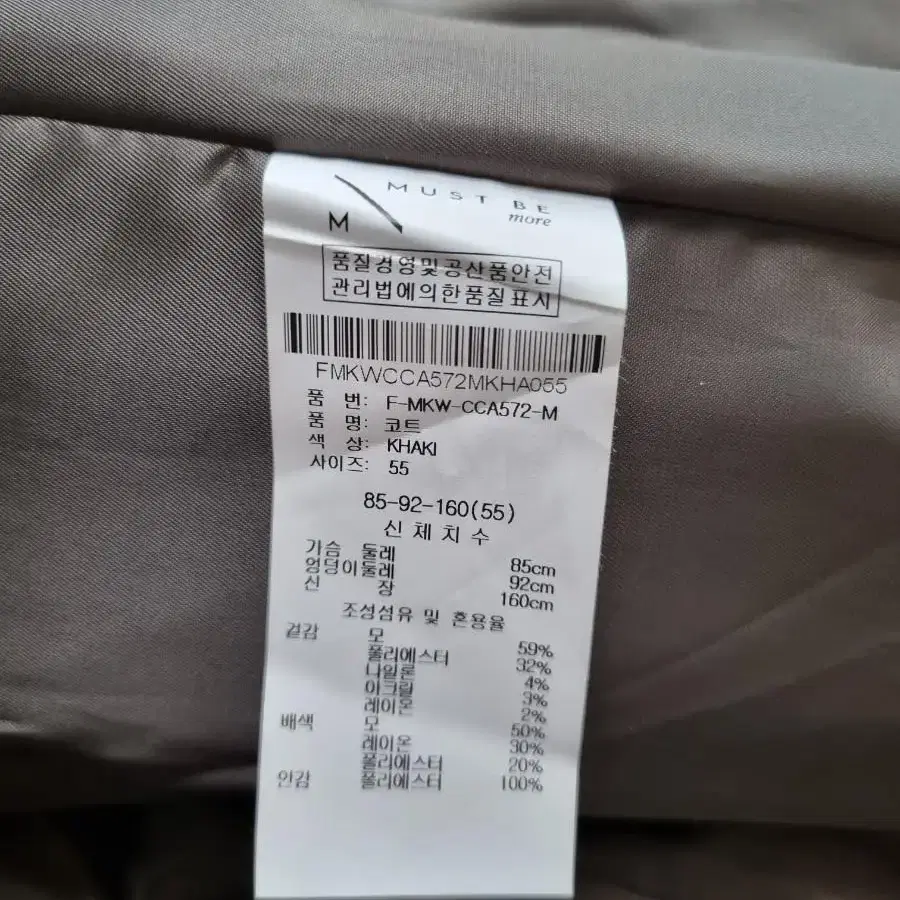 MUST BE
M
more
품질경영및공산품안전
관리법에의한품질표시
FMKWCCA572MKHA055
품 번: F-MKW-CCA572-M
품 명: 코트
색 상: KHAKI
사이즈: 55
85-92-160(55)
신체치수
가슴 둘레 85cm
엉덩이둘레 92cm
신 장 160cm
조성섬유 및 혼용율
겉감 모 59%
폴리에스터 32%
나일론 4%
아크릴 3%
레이온 2%
배색 모 50%
레이온 30%
폴리에스터 20%
안감 폴리에스터 100%